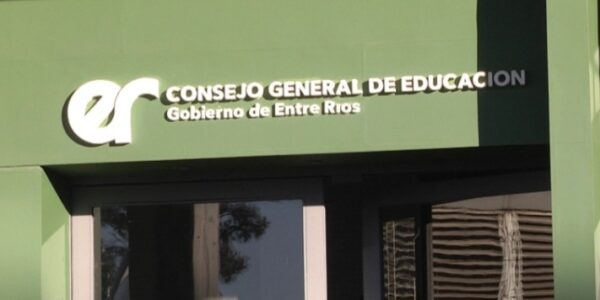 er
CONSEJO GENERAL DE EDUCACION
Gobierno de Entre Rios